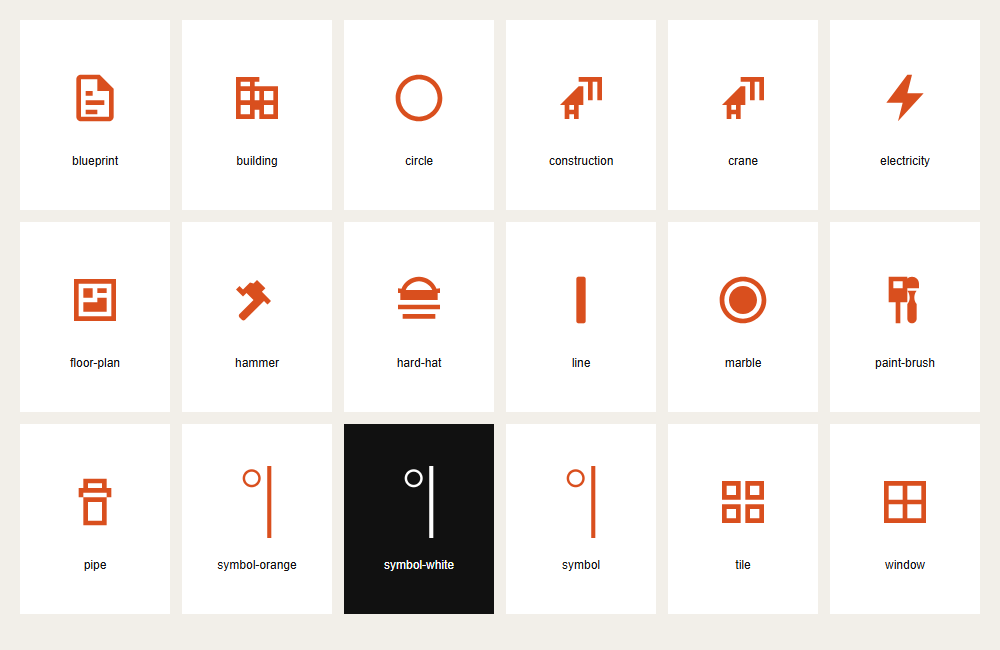 blueprint
building
circle
construction
crane
electricity
floor-plan
hammer
hard-hat
line
marble
paint-brush
pipe
symbol-orange
symbol-white
symbol
tile
window